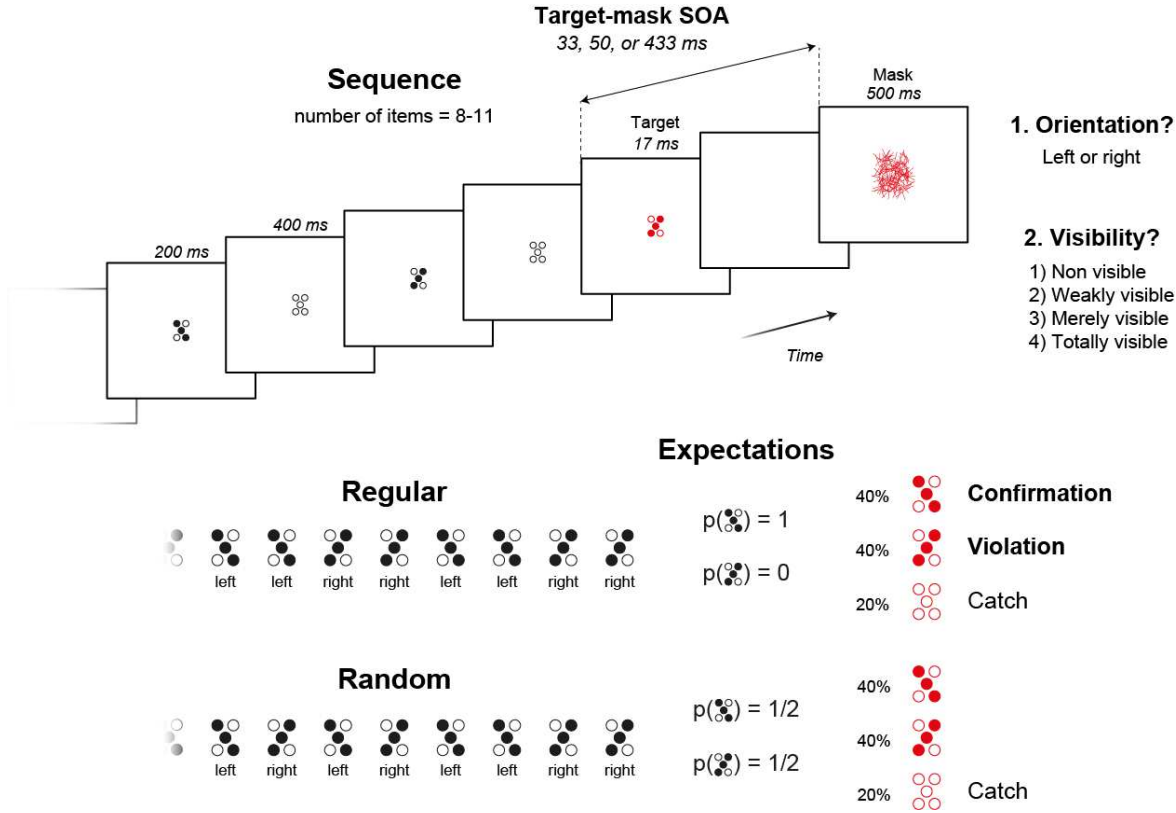 Target-mask SOA
33, 50, or 433 ms
Sequence
number of items = 8-11
Mask
500 ms
Target
17 ms
400 ms
200 ms
Time
1. Orientation?
Left or right
2. Visibility?
1) Non visible
2) Weakly visible
3) Merely visible
4) Totally visible
Expectations
Regular
left left right right left left right right
p( ) = 1
p( ) = 0
40% Confirmation
40% Violation
20% Catch
Random
left right left right left left right right
p( ) = 1/2
p( ) = 1/2
40%
40%
20% Catch